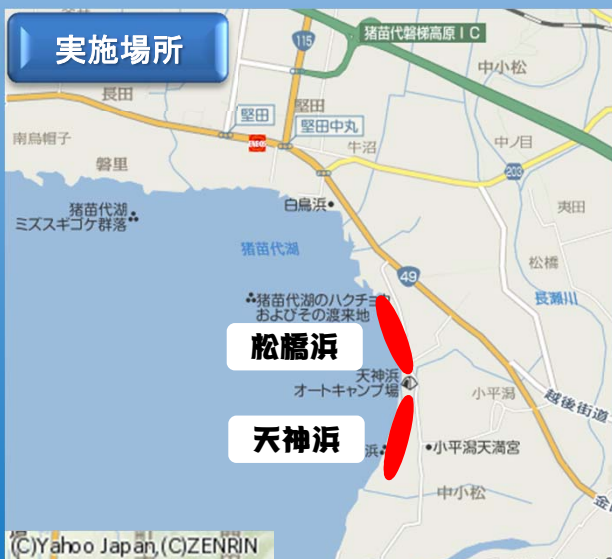 実施場所
115
猪苗代磐梯高原ＩＣ
中小松
長田
堅田
堅田
堅田中丸
南烏帽子
牛沼
中ノ目
磐里
203
白鳥浜
猪苗代湖
ミズスギゴケ群落
夷田
猪苗代湖
松橋
49
長瀬川
猪苗代湖のハクチョウ
およびその渡来地
松橋浜
天神浜
オートキャンプ場
小平潟
越後街道
天神浜
浜
小平潟天満宮
中小松
(C)Yahoo Japan,(C)ZENRIN